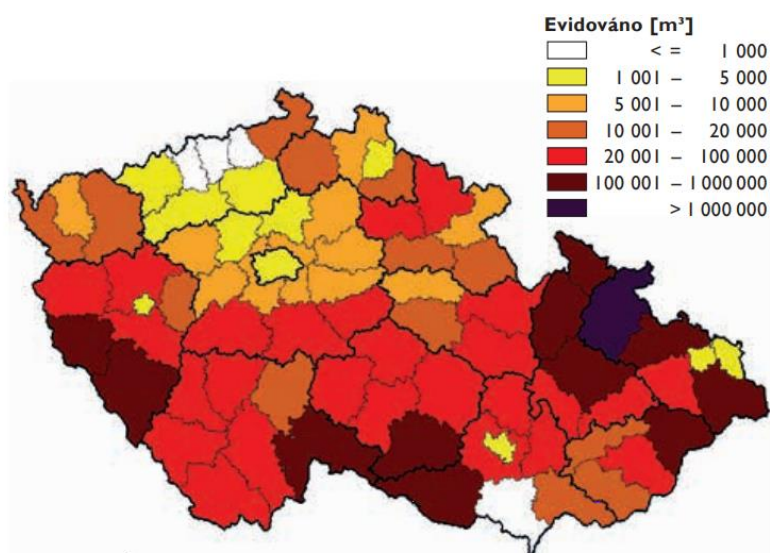 Evidováno [m³]
< = 1 000
1 001 – 5 000
5 001 – 10 000
10 001 – 20 000
20 001 – 100 000
100 001 – 1 000 000
> 1 000 000